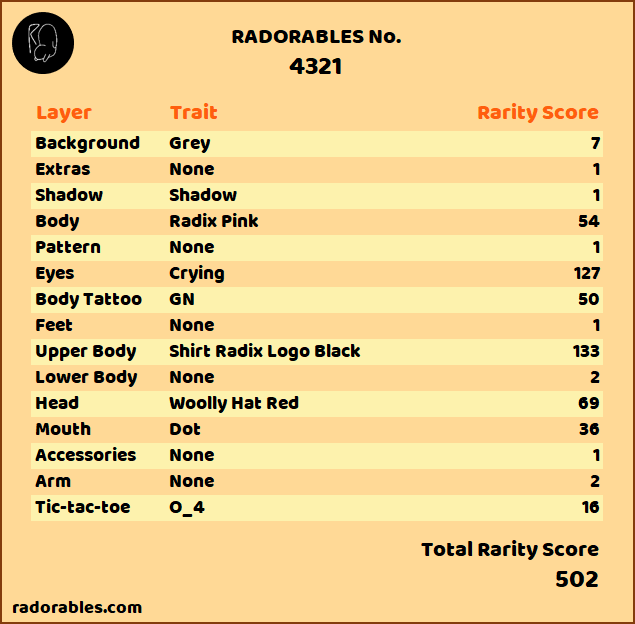 RADORABLES No.
4321
Layer Trait Rarity Score
Background Grey 7
Extras None 1
Shadow Shadow 1
Body Radix Pink 54
Pattern None 1
Eyes Crying 127
Body Tattoo GN 50
Feet None 1
Upper Body Shirt Radix Logo Black 133
Lower Body None 2
Head Woolly Hat Red 69
Mouth Dot 36
Accessories None 1
Arm None 2
Tic-tac-toe O_4 16
Total Rarity Score
502
radorables.com